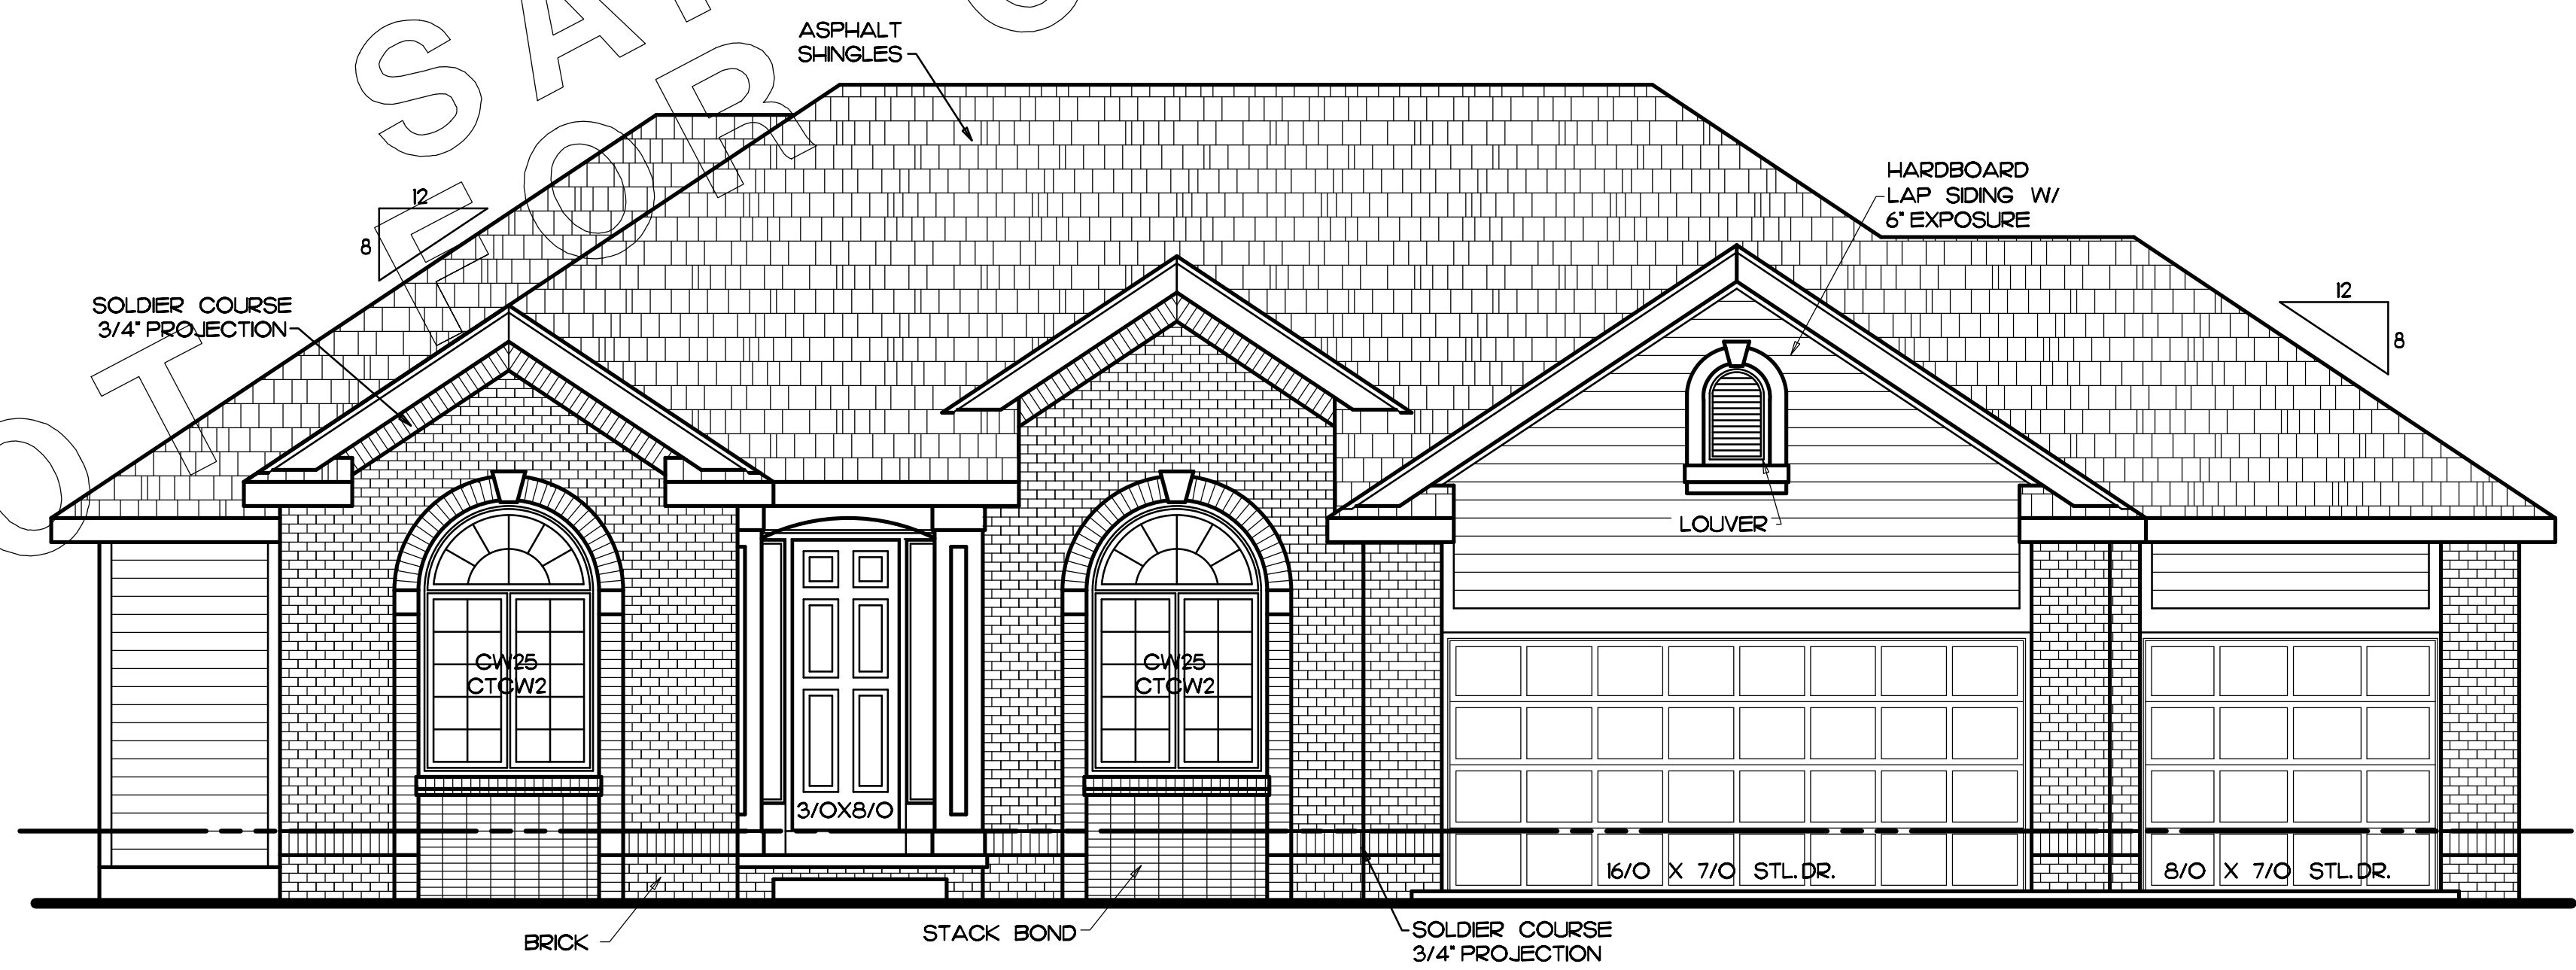 ASPHALT
SHINGLES
HARDBOARD
LAP SIDING W/
6" EXPOSURE
12
8
12
8
SOLDIER COURSE
3/4" PROJECTION
LOUVER
CW25
CTCW2
CW25
CTCW2
3/0X8/0
16/0 X 7/0 STL.DR.
8/0 X 7/0 STL.DR.
BRICK
STACK BOND
SOLDIER COURSE
3/4" PROJECTION
FOR